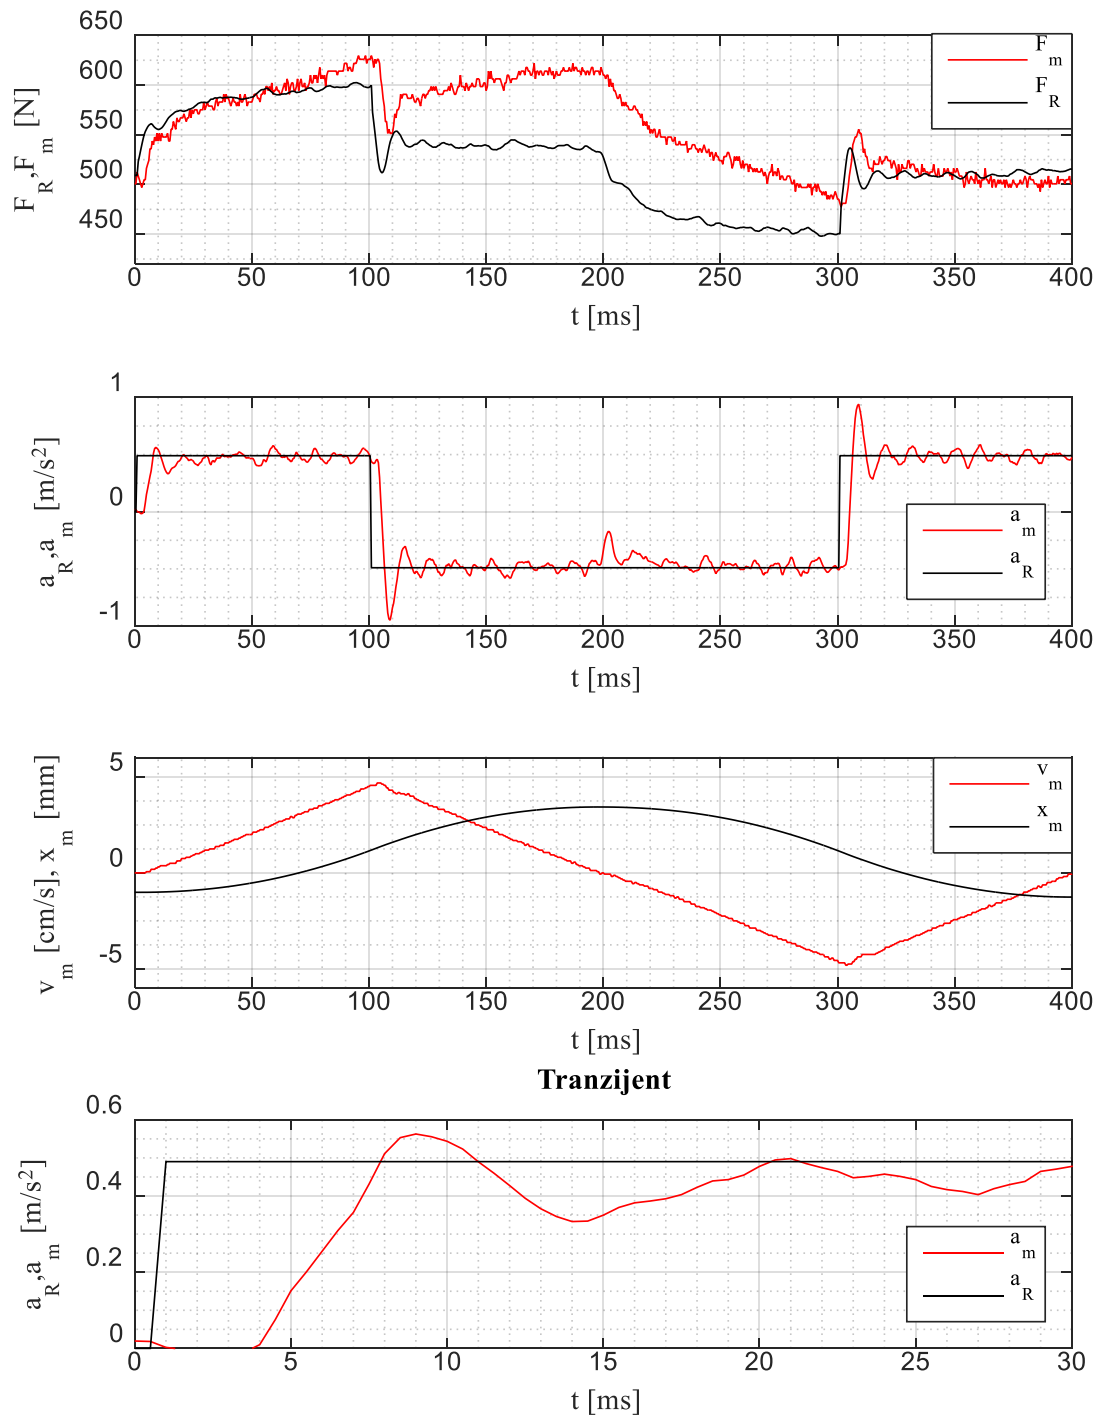 650
600
550
500
450
F_R,F_m [N]
F_m
F_R
0 50 100 150 200 250 300 350 400
t [ms]
1
0
-1
a_R,a_m [m/s²]
a_m
a_R
0 50 100 150 200 250 300 350 400
t [ms]
5
0
-5
v_m [cm/s], x_m [mm]
v_m
x_m
0 50 100 150 200 250 300 350 400
t [ms]
Tranzijent
0.6
0.4
0.2
0
a_R,a_m [m/s²]
a_m
a_R
0 5 10 15 20 25 30
t [ms]